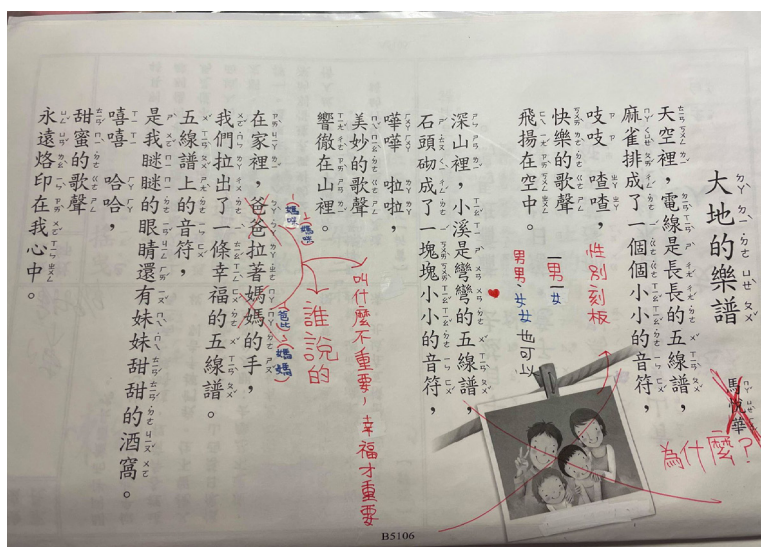 大地的樂譜
馬悅華
為什麼？
天空裡，電線是長長的五線譜，
麻雀排成了一個個小小的音符，
吱吱　喳喳，
快樂的歌聲
飛揚在空中。
性別刻板
一男一女
男男、女女也可以
深山裡，小溪是彎彎的五線譜，
石頭砌成了一塊塊小小的音符，
嘩嘩　啦啦，
美妙的歌聲
響徹在山裡。
叫什麼不重要，幸福才重要
誰說的
在家裡，爸爸拉著媽媽的手，
我們拉出了一條幸福的五線譜。
五線譜上的音符，
是我瞇瞇的眼睛還有妹妹甜甜的酒窩。
嘻嘻　哈哈，
甜蜜的歌聲
永遠烙印在我心中。
B5106